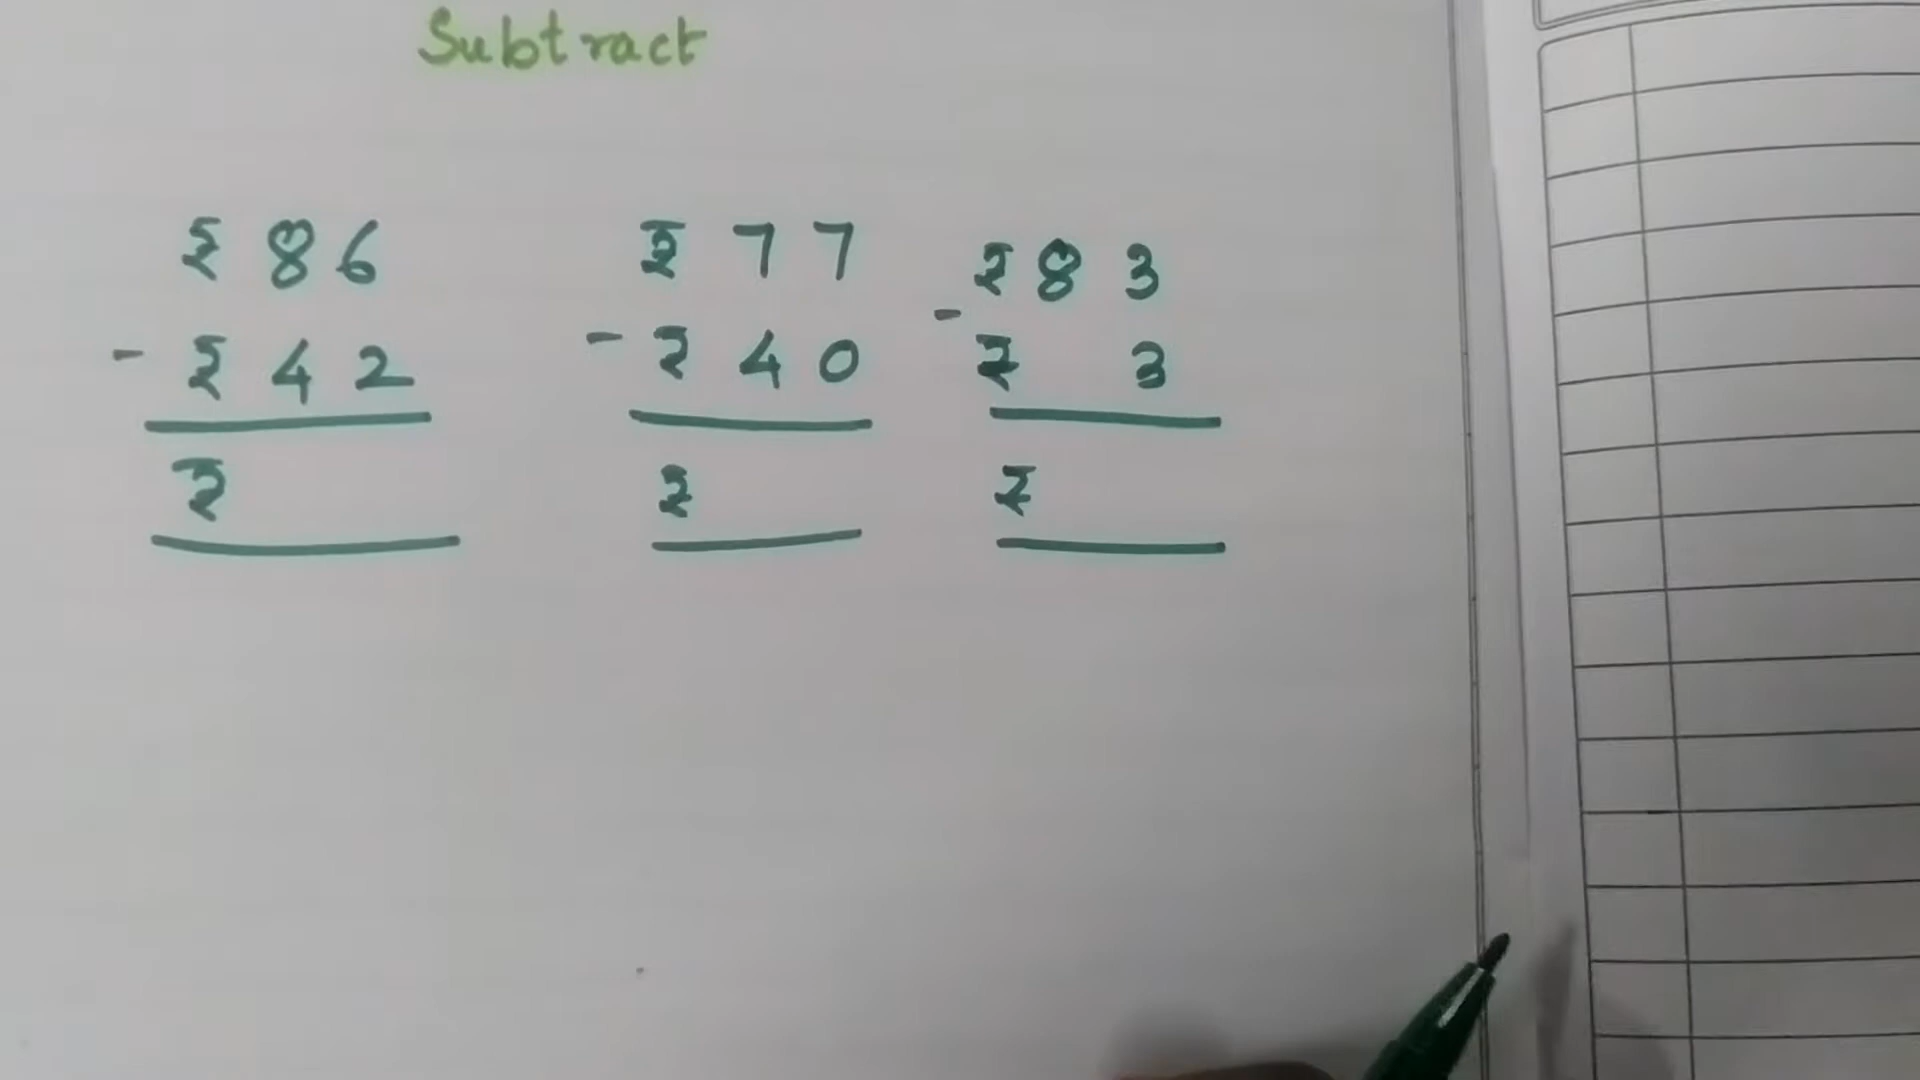 Subtract
₹ 86 ₹ 77 ₹ 83
- ₹ 42 - ₹ 40 - ₹ 3
₹ ₹ ₹